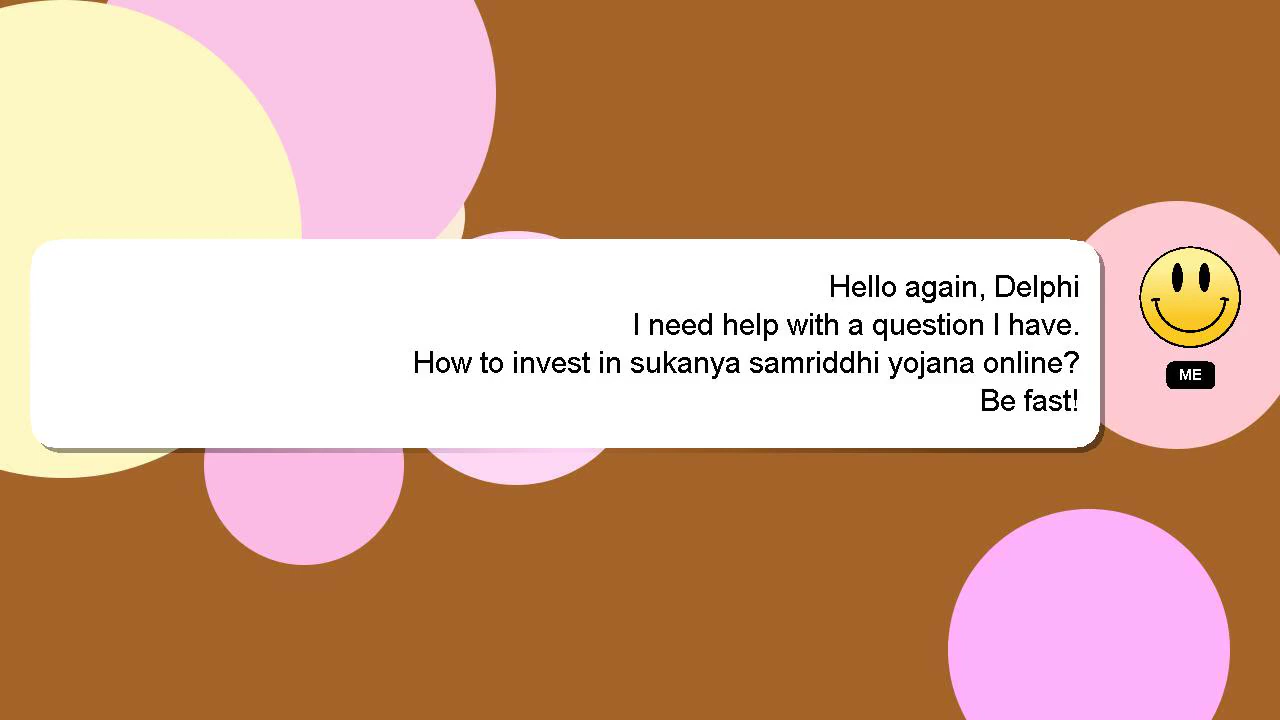 Hello again, Delphi
I need help with a question I have.
How to invest in sukanya samriddhi yojana online?
Be fast!
ME